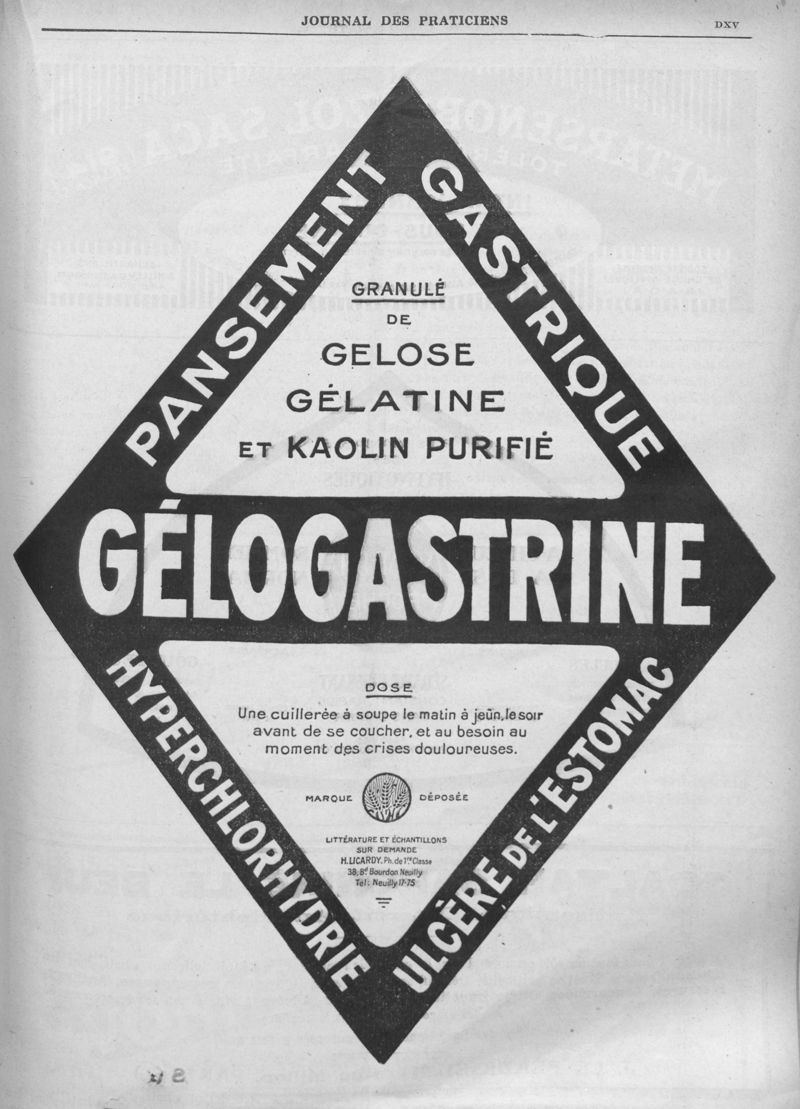 JOURNAL DES PRATICIENS
DXV
PANSEMENT
GASTRIQUE
GRANULÉ
DE
GELOSE
GÉLATINE
ET KAOLIN PURIFIÉ
GÉLOGASTRINE
HYPERCHLORHYDRIE
ULCÈRE DE L'ESTOMAC
DOSE
Une cuillerée à soupe le matin à jeûn, le soir
avant de se coucher, et au besoin au
moment des crises douloureuses.
MARQUE DÉPOSÉE
LITTÉRATURE ET ÉCHANTILLONS
SUR DEMANDE
H. LICARDY. Ph. de 1re Classe
38, Bd Bourdon Neuilly
Tel: Neuilly 17-75